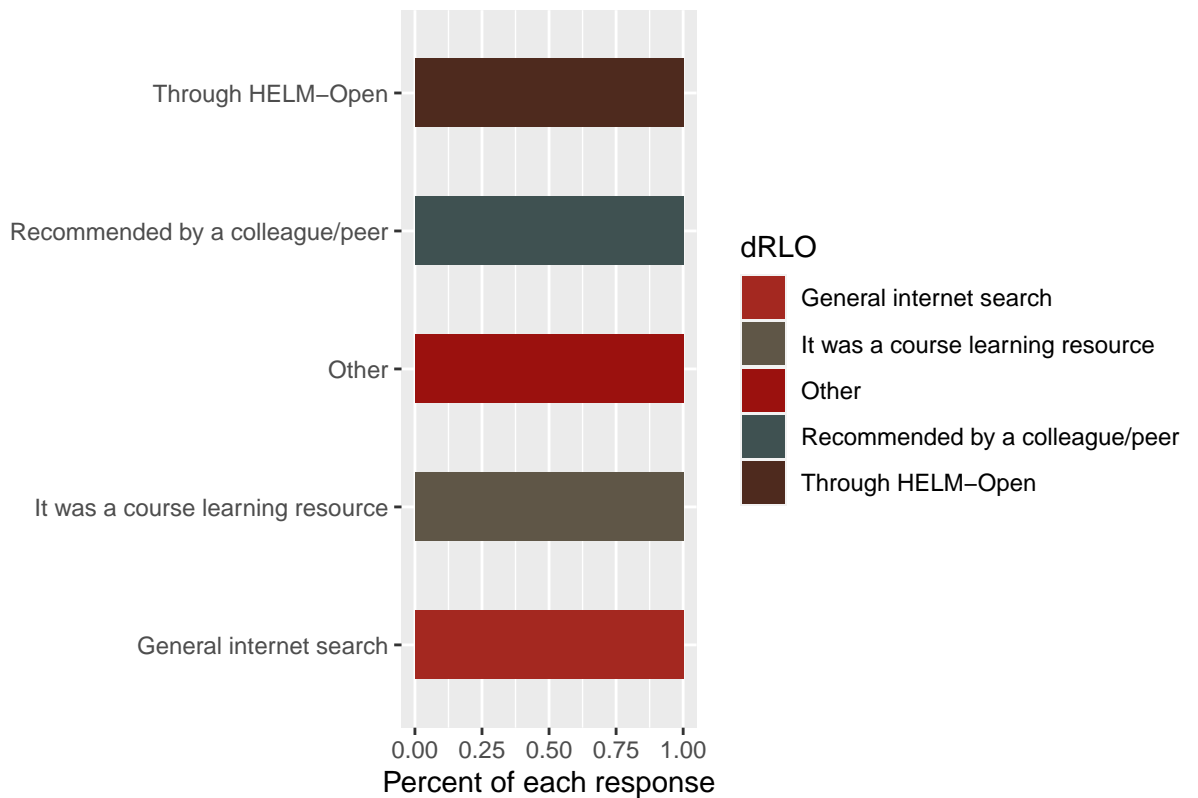 Through HELM−Open
Recommended by a colleague/peer
Other
It was a course learning resource
General internet search
0.00 0.25 0.50 0.75 1.00
Percent of each response
dRLO
General internet search
It was a course learning resource
Other
Recommended by a colleague/peer
Through HELM−Open